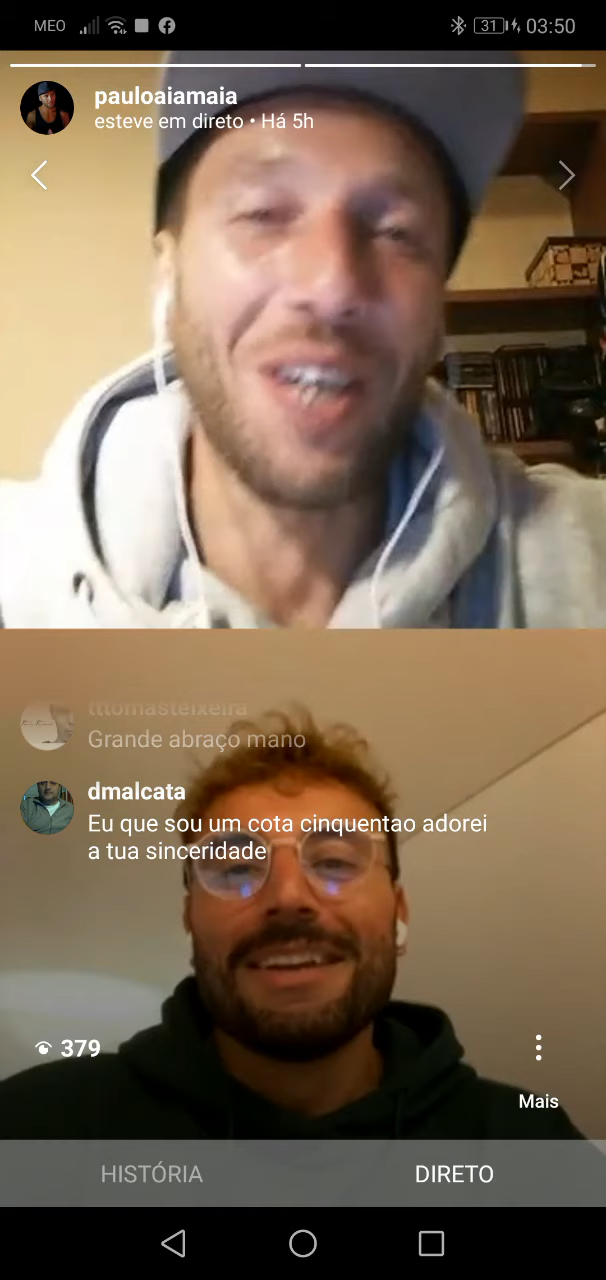 MEO
31
03:50
pauloaiamaia
esteve em direto • Há 5h
tttomasteixeira
Grande abraço mano
dmalcata
Eu que sou um cota cinquentao adorei
a tua sinceridade
379
Mais
HISTÓRIA
DIRETO